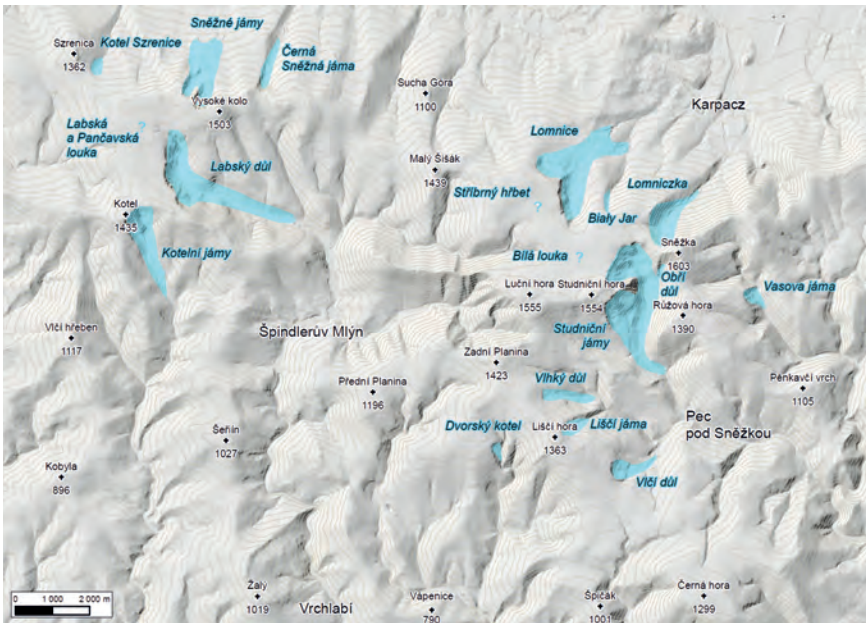 Sněžné jámy
Szrenica
1362
Kotel Szrenice
Černá
Sněžná jáma
Sucha Góra
1100
Vysoké kolo
1503
Karpacz
Labská
a Pančavská
louka
?
Lomnice
Labský důl
Malý Šišák
1439
Stříbrný hřbet
?
Lomniczka
Biały Jar
Kotel
1435
Kotelní jámy
Bílá louka ?
Sněžka
1603
Obří
důl
Luční hora
1555
Studniční hora
1554
Vasova jáma
Růžová hora
1390
Vlčí hřeben
1117
Špindlerův Mlýn
Studniční
jámy
Zadní Planina
1423
Přední Planina
1196
Vlhký důl
Pěnkavčí vrch
1105
Pec
pod Sněžkou
Dvorský kotel
Liščí hora
1363
Liščí jáma
Šeřín
1027
Kobyla
896
Vlčí důl
Žalý
1019
Vrchlabí
Vápenice
790
Špičák
1001
Černá hora
1299
0 1 000 2 000 m